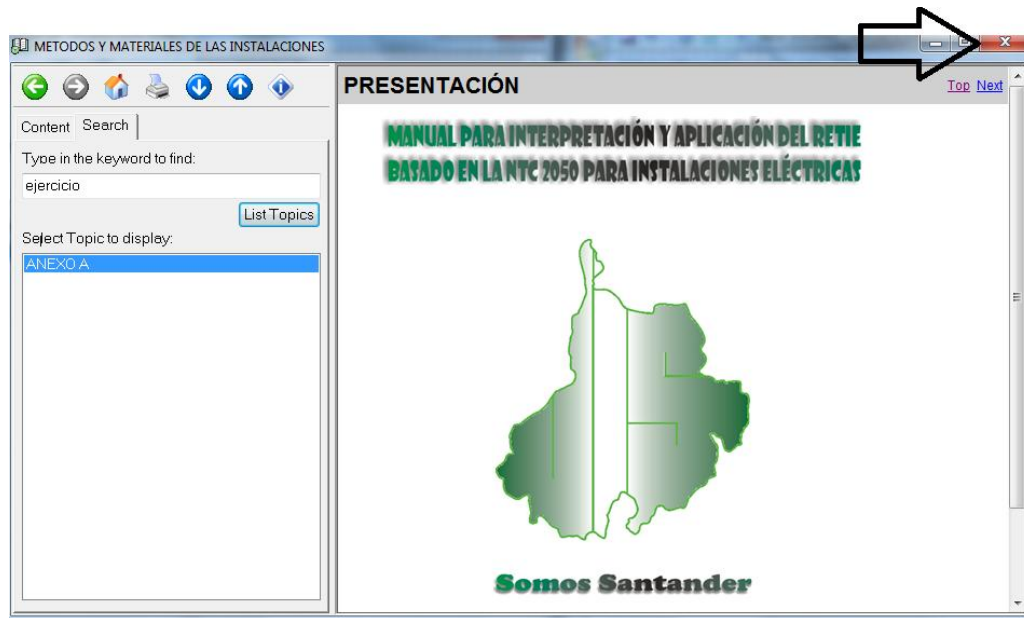 METODOS Y MATERIALES DE LAS INSTALACIONES
Content Search
Type in the keyword to find:
ejercicio
List Topics
Select Topic to display:
ANEXO A
PRESENTACIÓN
Top Next
MANUAL PARA INTERPRETACIÓN Y APLICACIÓN DEL RETIE
BASADO EN LA NTC 2050 PARA INSTALACIONES ELÉCTRICAS
Somos Santander